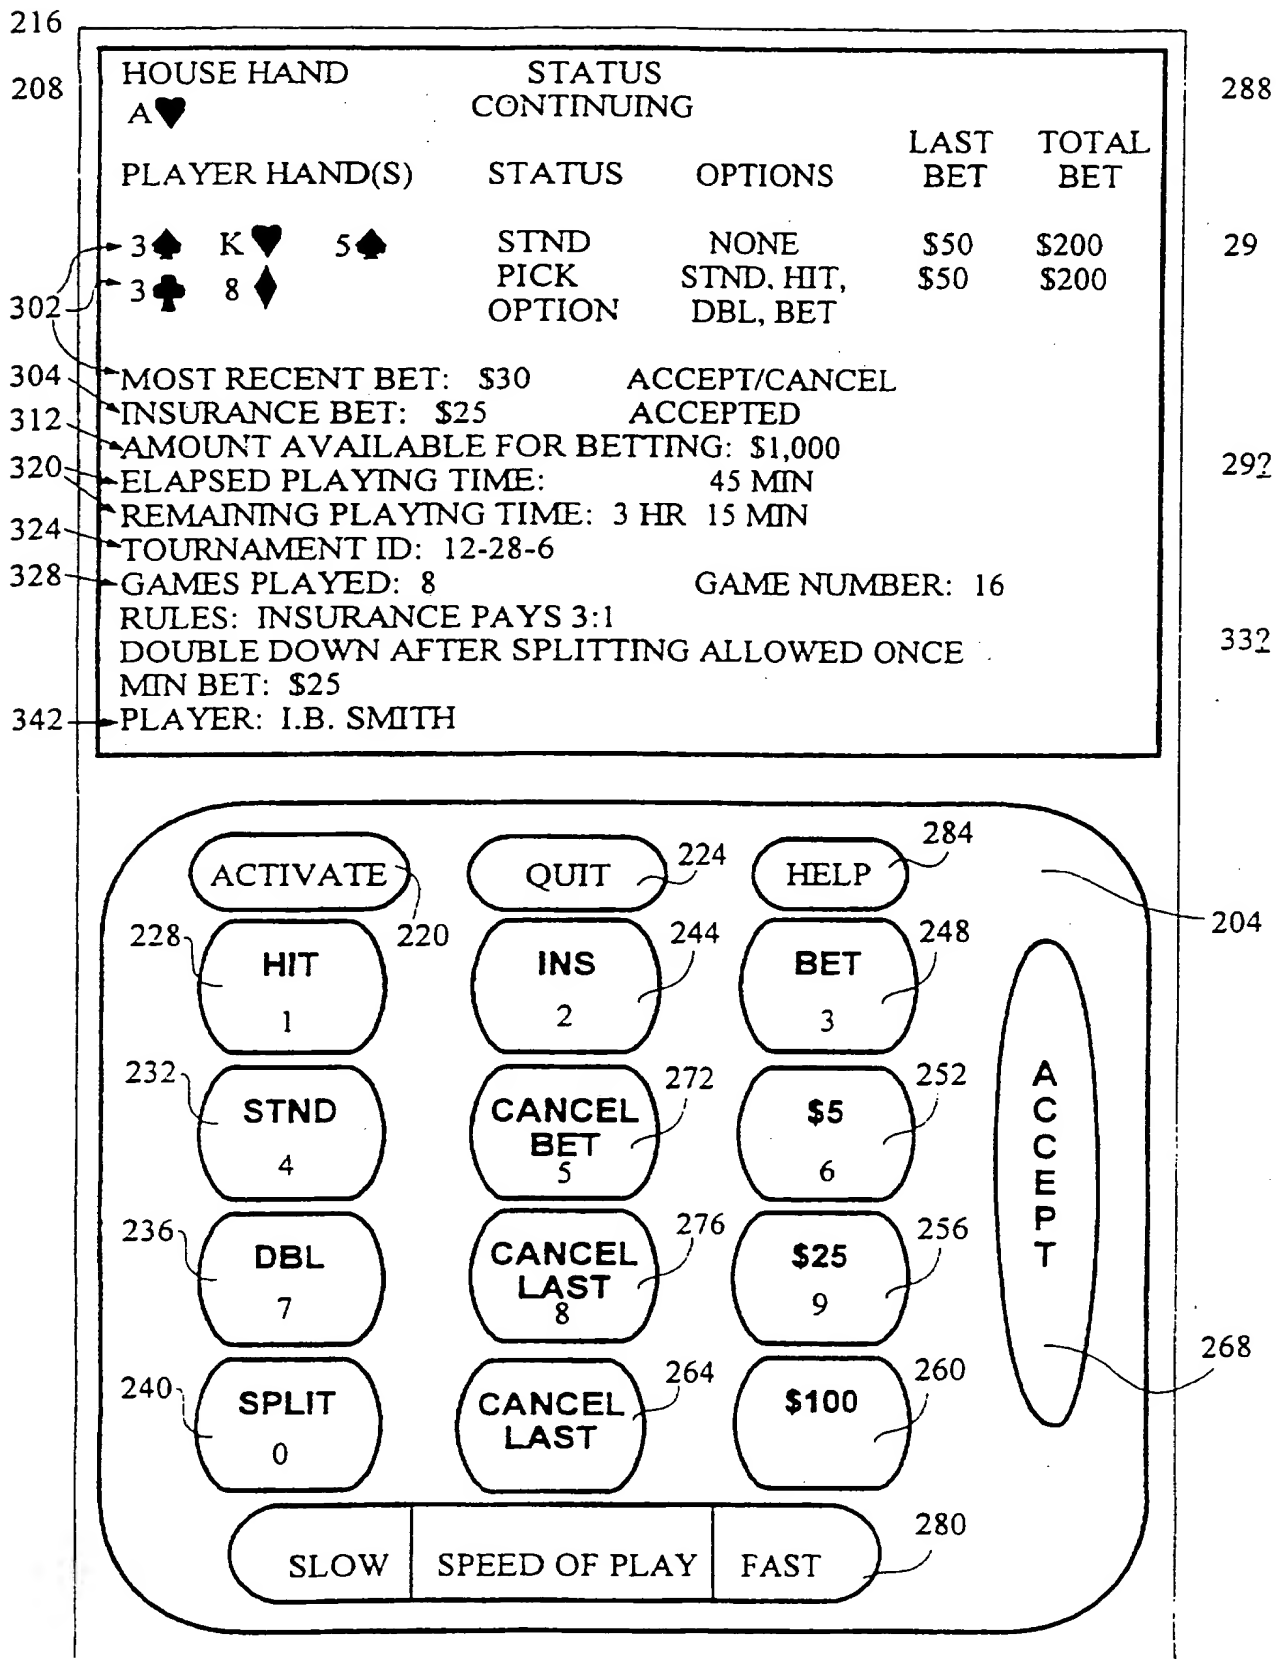 216
208
HOUSE HAND STATUS
A♥ CONTINUING
288
LAST TOTAL
PLAYER HAND(S) STATUS OPTIONS BET BET
3♠ K♥ 5♠ STND NONE $50 $200
29
3♣ 8♦ PICK STND, HIT, $50 $200
302 OPTION DBL, BET
304 MOST RECENT BET: $30 ACCEPT/CANCEL
312 INSURANCE BET: $25 ACCEPTED
AMOUNT AVAILABLE FOR BETTING: $1,000
320 ELAPSED PLAYING TIME: 45 MIN
REMAINING PLAYING TIME: 3 HR 15 MIN
324 TOURNAMENT ID: 12-28-6
328 GAMES PLAYED: 8 GAME NUMBER: 16
RULES: INSURANCE PAYS 3:1
DOUBLE DOWN AFTER SPLITTING ALLOWED ONCE
MIN BET: $25
342 PLAYER: I.B. SMITH
ACTIVATE QUIT 224 HELP 284
204
228 HIT 220 INS 244 BET 248
1 2 3
232 STND CANCEL 272 $5 252
BET
4 5 6
236 DBL CANCEL 276 $25 256
LAST
7 8 9
240 SPLIT CANCEL 264 $100 260
LAST
0
ACCEPT
268
SLOW SPEED OF PLAY FAST 280